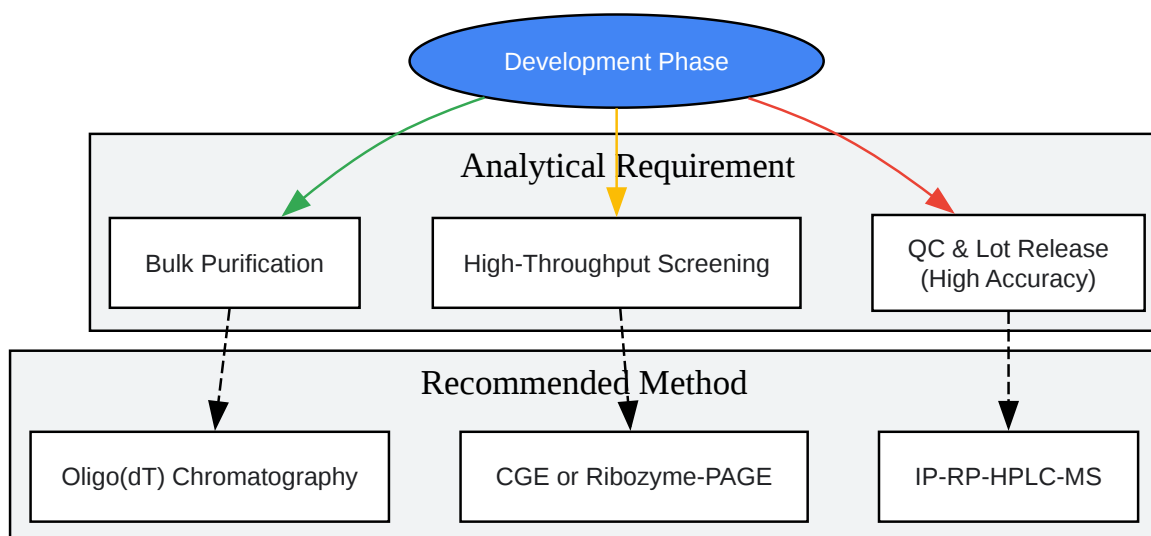 Development Phase
Analytical Requirement
Bulk Purification
High-Throughput Screening
QC & Lot Release
(High Accuracy)
Recommended Method
Oligo(dT) Chromatography
CGE or Ribozyme-PAGE
IP-RP-HPLC-MS